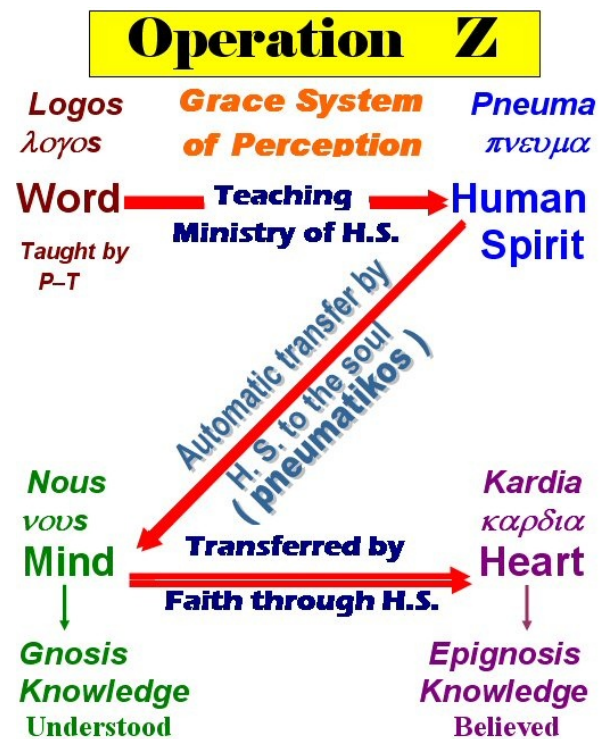 Operation Z
Logos
λογος
Grace System
of Perception
Pneuma
πνευμα
Word
Teaching
Ministry of H.S.
Human
Spirit
Taught by
P–T
Automatic transfer by
H. S. to the soul
( pneumatikos )
Nous
νους
Mind
Transferred by
Faith through H.S.
Kardia
καρδια
Heart
Gnosis
Knowledge
Understood
Epignosis
Knowledge
Believed